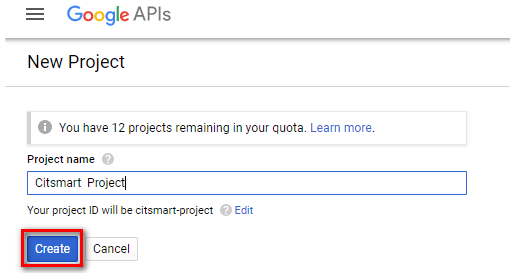 Google APIs
New Project
You have 12 projects remaining in your quota. Learn more.
Project name
Citsmart Project
Your project ID will be citsmart-project Edit
Create Cancel